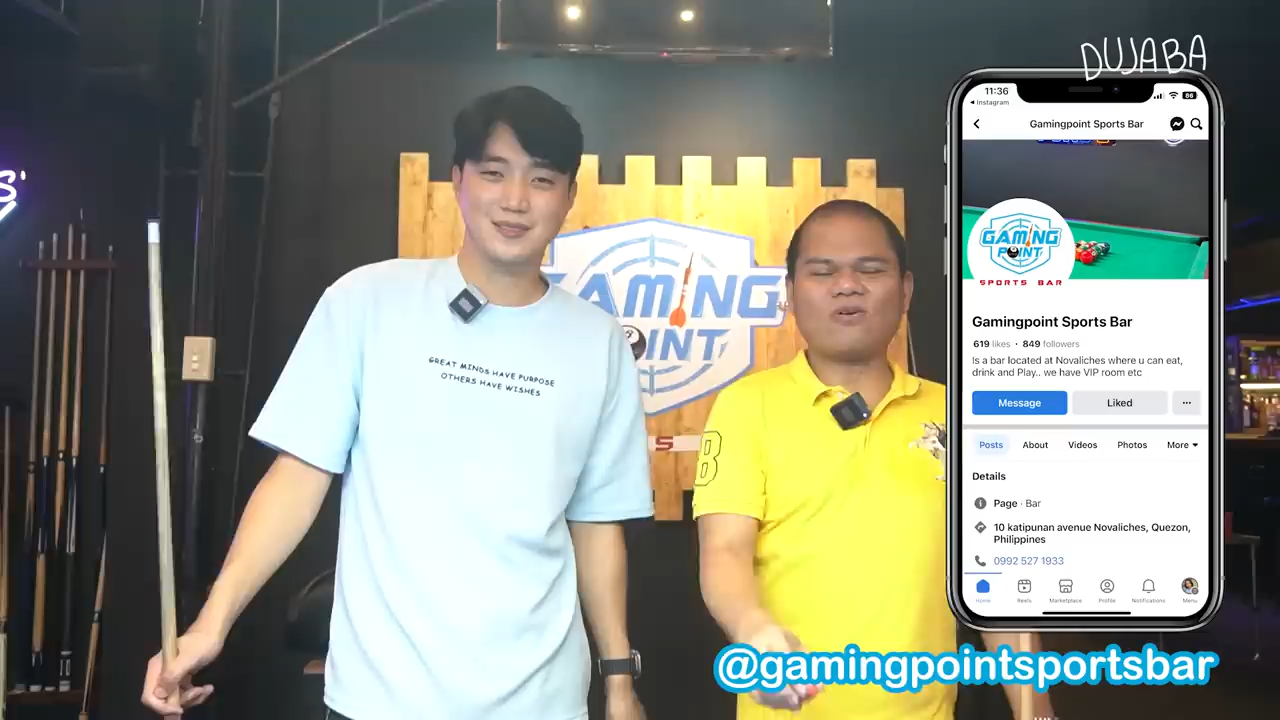 DUJABA
11:36
86
Instagram
Gamingpoint Sports Bar
GAMING
POINT
SPORTS BAR
Gamingpoint Sports Bar
619 likes · 849 followers
Is a bar located at Novaliches where u can eat,
drink and Play.. we have VIP room etc
Message
Liked
Posts
About
Videos
Photos
More
Details
Page · Bar
10 katipunan avenue Novaliches, Quezon,
Philippines
0992 527 1933
Home
Reels
Marketplace
Profile
Notifications
Menu
GAMING
POINT
S
GREAT MINDS HAVE PURPOSE
OTHERS HAVE WISHES
8
S'
@gamingpointsportsbar